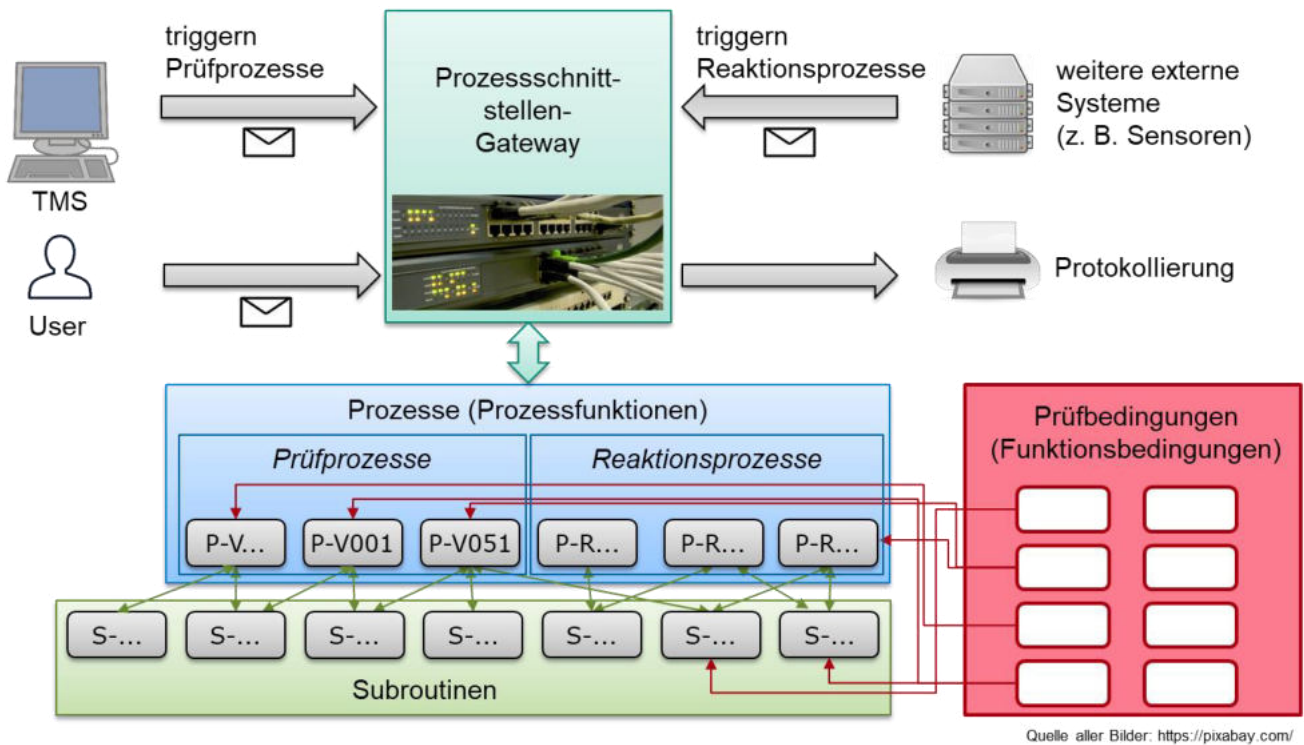 triggern
Prüfprozesse
TMS
User
Prozessschnitt-
stellen-
Gateway
triggern
Reaktionsprozesse
weitere externe
Systeme
(z. B. Sensoren)
Protokollierung
Prozesse (Prozessfunktionen)
Prüfprozesse
Reaktionsprozesse
P-V...
P-V001
P-V051
P-R...
P-R...
P-R...
S-...
S-...
S-...
S-...
S-...
S-...
S-...
Subroutinen
Prüfbedingungen
(Funktionsbedingungen)
Quelle aller Bilder: https://pixabay.com/